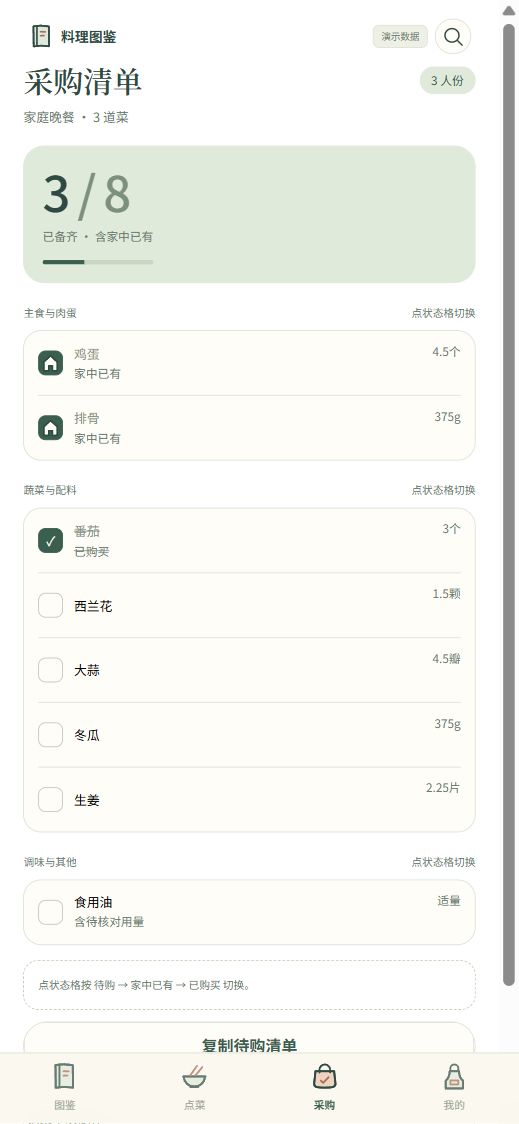 料理图鉴
演示数据
采购清单
3 人份
家庭晚餐 · 3 道菜
3 / 8
已备齐 · 含家中已有
主食与肉蛋
点状态格切换
鸡蛋
4.5个
家中已有
排骨
375g
家中已有
蔬菜与配料
点状态格切换
番茄
3个
已购买
西兰花
1.5颗
大蒜
4.5瓣
冬瓜
375g
生姜
2.25片
调味与其他
点状态格切换
食用油
适量
含待核对用量
点状态格按 待购 → 家中已有 → 已购买 切换。
复制待购清单
图鉴
点菜
采购
我的